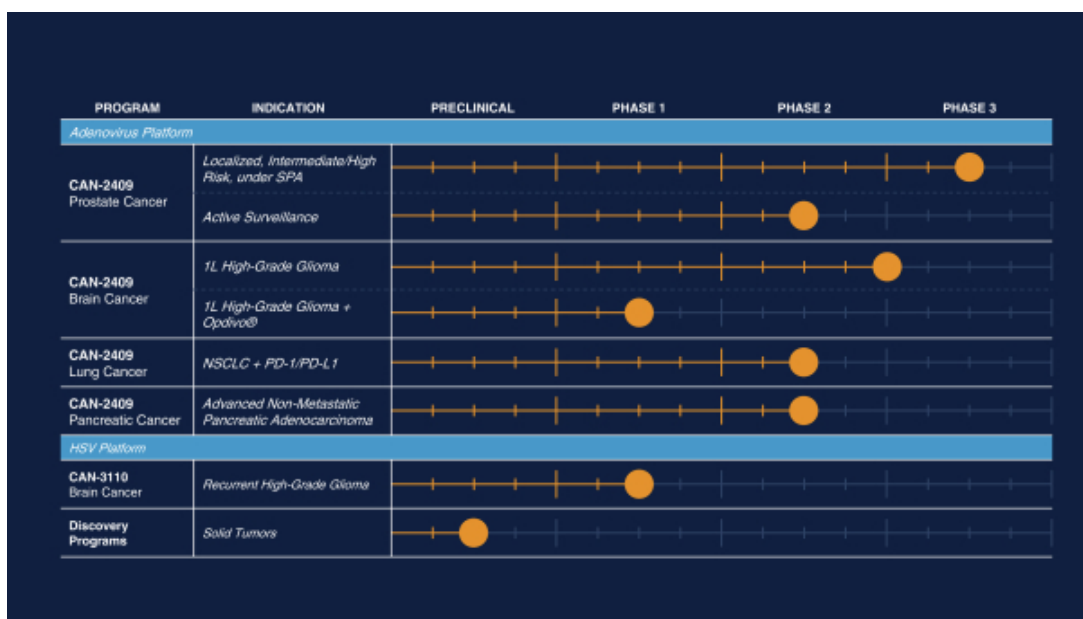 PROGRAM INDICATION PRECLINICAL PHASE 1 PHASE 2 PHASE 3
Adenovirus Platform
CAN-2409
Prostate Cancer
Localized, Intermediate/High
Risk, under SPA
Active Surveillance
CAN-2409
Brain Cancer
1L High-Grade Glioma
1L High-Grade Glioma +
Opdivo®
CAN-2409
Lung Cancer
NSCLC + PD-1/PD-L1
CAN-2409
Pancreatic Cancer
Advanced Non-Metastatic
Pancreatic Adenocarcinoma
HSV Platform
CAN-3110
Brain Cancer
Recurrent High-Grade Glioma
Discovery
Programs
Solid Tumors